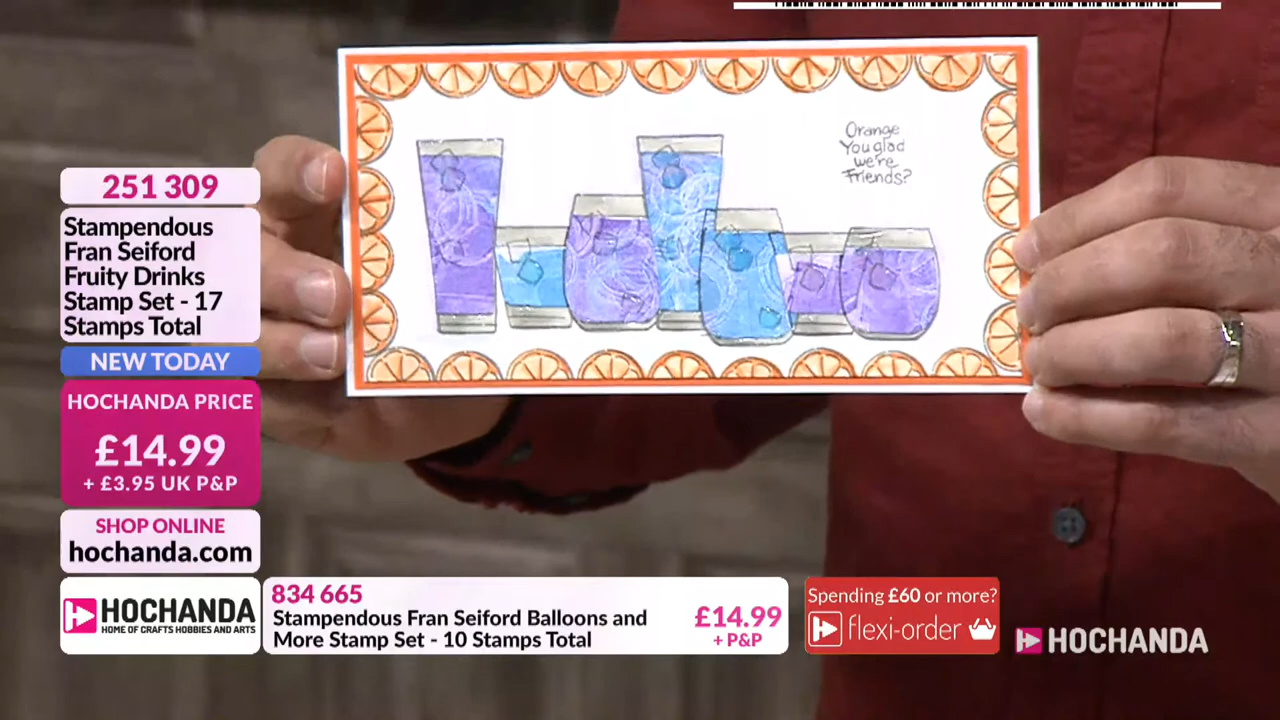 251 309
Stampendous
Fran Seiford
Fruity Drinks
Stamp Set - 17
Stamps Total
NEW TODAY
HOCHANDA PRICE
£14.99
+ £3.95 UK P&P
SHOP ONLINE
hochanda.com
Orange
You glad
we're
Friends?
HOCHANDA
HOME OF CRAFTS HOBBIES AND ARTS
834 665
Stampendous Fran Seiford Balloons and
More Stamp Set - 10 Stamps Total
£14.99
+ P&P
Spending £60 or more?
flexi-order
HOCHANDA